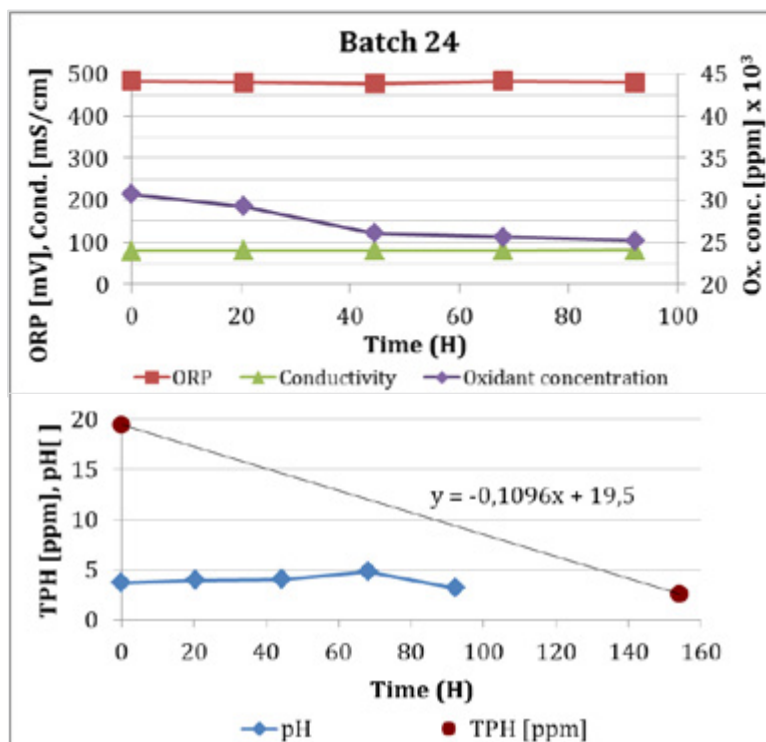 Batch 24
ORP [mV], Cond. [mS/cm]
500
400
300
200
100
0
45
40
35
30
25
20
Ox. conc. [ppm] x 10³
0 20 40 60 80 100
Time (H)
ORP Conductivity Oxidant concentration
TPH [ppm], pH[ ]
20
15
10
5
0
y = -0,1096x + 19,5
0 20 40 60 80 100 120 140 160
Time (H)
pH TPH [ppm]